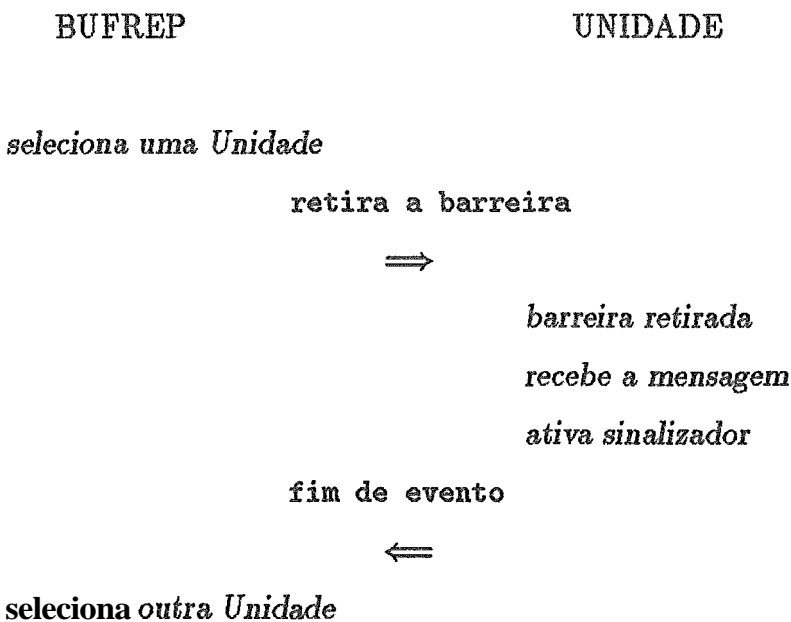 BUFREP UNIDADE
seleciona uma Unidade
retira a barreira
⟹
barreira retirada
recebe a mensagem
ativa sinalizador
fim de evento
⟸
seleciona outra Unidade